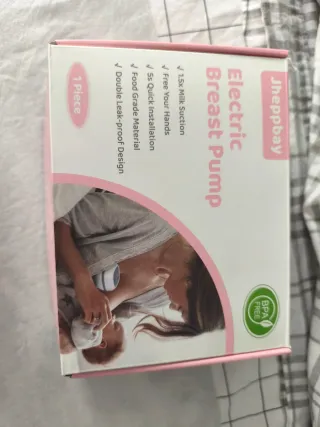 Jheppbay
Electric
Breast Pump
√ 1.5x Milk Suction
√ Free Your Hands
√ 5s Quick Installation
√ Food Grade Material
√ Double Leak-proof Design
1 Piece
BPA
FREE